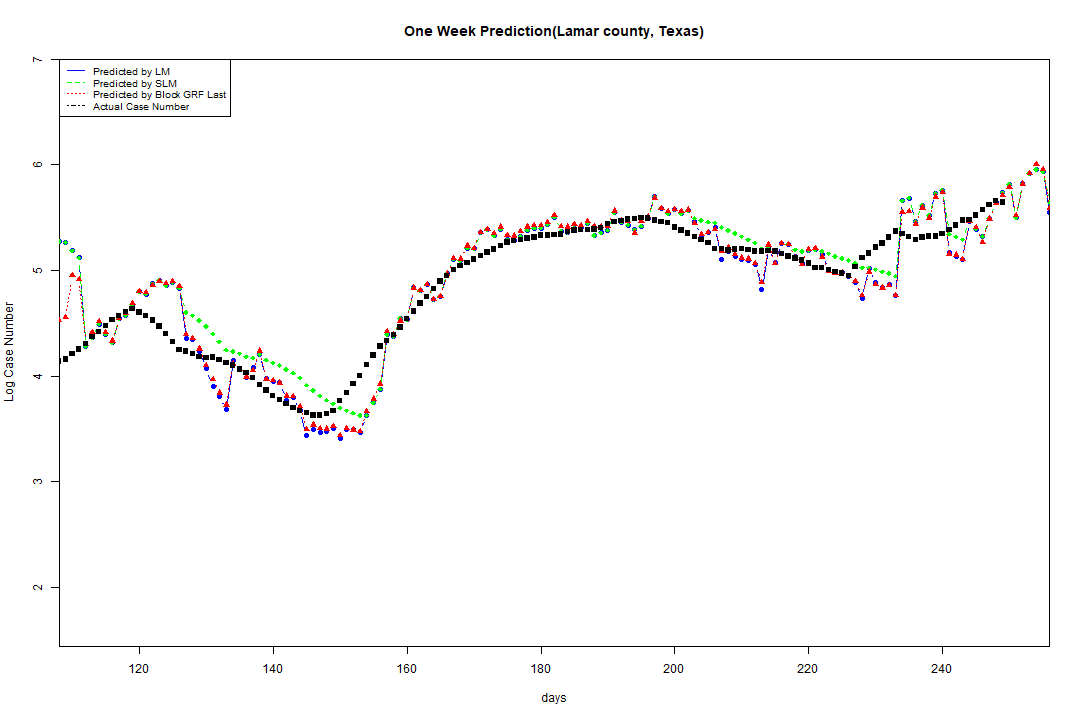 One Week Prediction(Lamar county, Texas)
Predicted by LM
Predicted by SLM
Predicted by Block GRF Last
Actual Case Number
7
6
5
4
3
2
Log Case Number
120 140 160 180 200 220 240
days